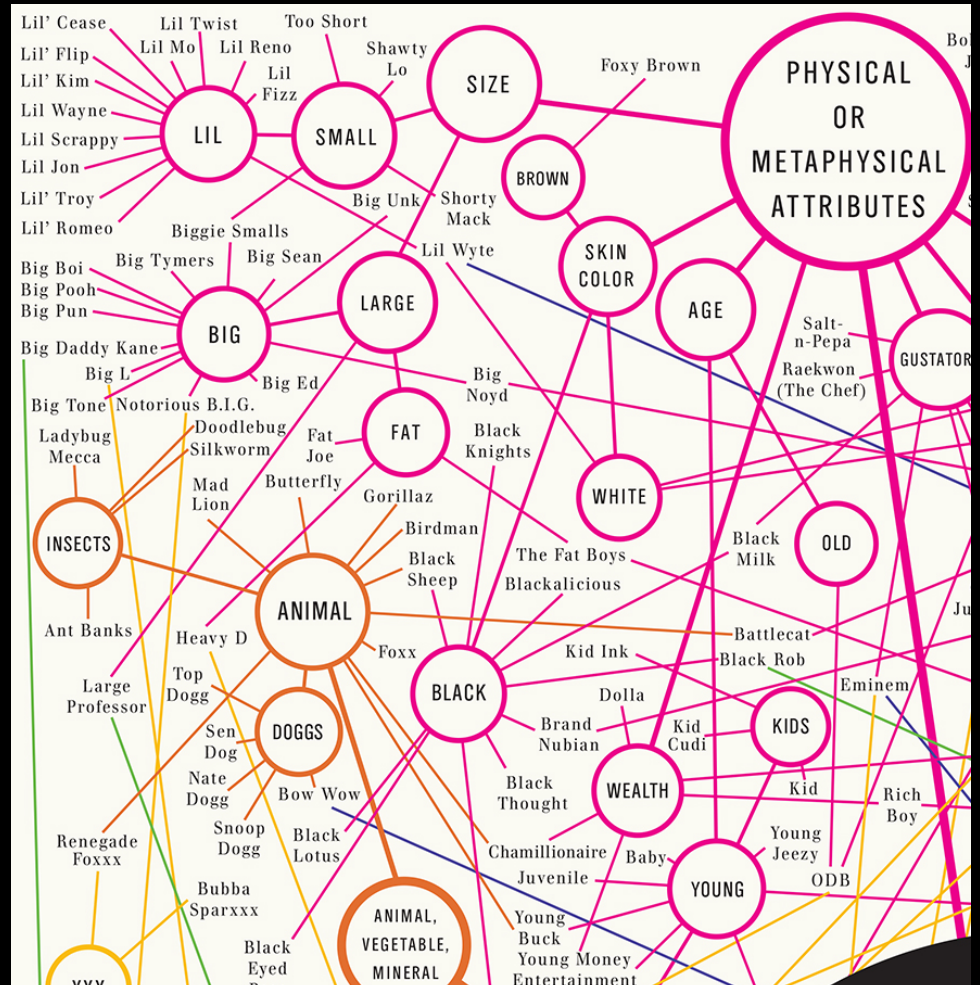 Lil' Cease
Lil' Flip
Lil' Kim
Lil Wayne
Lil Scrappy
Lil Jon
Lil' Troy
Lil' Romeo
Lil Twist
Lil Mo
Lil Reno
Lil
Fizz
LIL
Too Short
Shawty
Lo
SMALL
SIZE
Foxy Brown
BROWN
PHYSICAL
OR
METAPHYSICAL
ATTRIBUTES
Shorty
Mack
Big Unk
Lil Wyte
Biggie Smalls
Big Tymers
Big Sean
Big Boi
Big Pooh
Big Pun
Big Daddy Kane
Big L
Big Tone
Notorious B.I.G.
Big Ed
BIG
LARGE
SKIN
COLOR
AGE
Salt-
n-Pepa
Raekwon
(The Chef)
GUSTATOR
Big
Noyd
FAT
Fat
Joe
Black
Knights
WHITE
OLD
Black
Milk
Ladybug
Mecca
Doodlebug
Silkworm
INSECTS
Ant Banks
Mad
Lion
Butterfly
Gorillaz
Birdman
Black
Sheep
The Fat Boys
Blackalicious
ANIMAL
Battlecat
Heavy D
Foxx
Kid Ink
Black Rob
Eminem
Ju
Large
Professor
Top
Dogg
Sen
Dog
Nate
Dogg
Snoop
Dogg
Bow Wow
DOGGS
BLACK
Brand
Nubian
Black
Thought
Dolla
Kid
Cudi
KIDS
Kid
WEALTH
Rich
Boy
Renegade
Foxxx
Black
Lotus
Chamillionaire
Juvenile
Baby
Young
Jeezy
ODB
YOUNG
Bubba
Sparxxx
Black
Eyed
ANIMAL,
VEGETABLE,
MINERAL
Young
Buck
Young Money
Entertainment
XXX